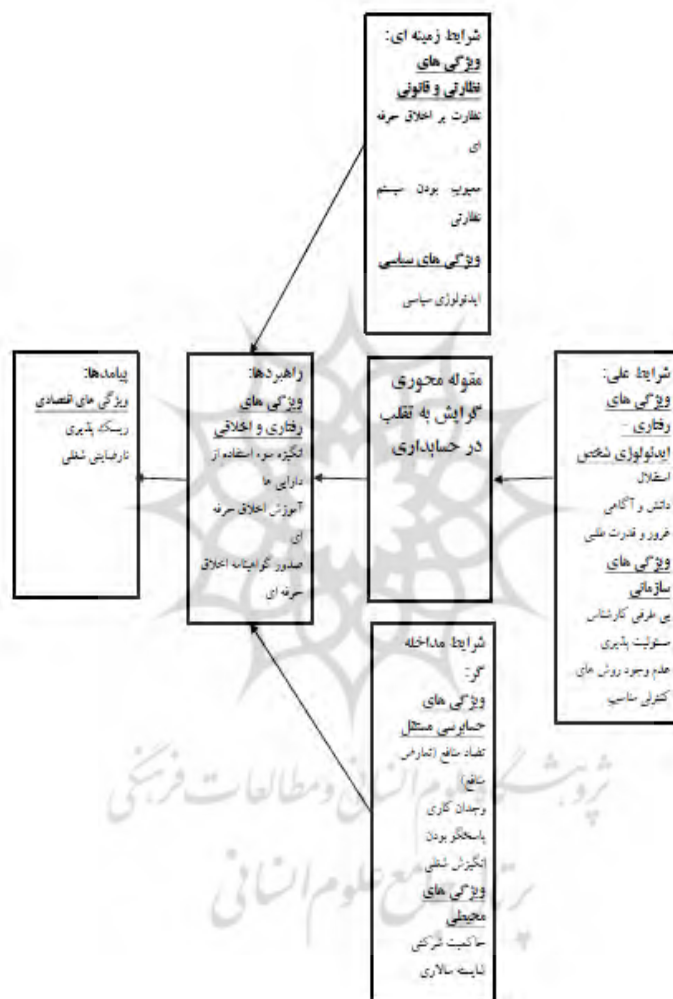 شرایط زمینه ای:
ویژگی های
نظارتی و قانونی
نظارت بر اخلاق حرفه
ای
معیوب بودن سیستم
نظارتی
ویژگی های سیاسی
ایدئولوژی سیاسی
شرایط علی:
ویژگی های
رفتاری -
ایدئولوژی شخص
استقلال
دانش و آگاهی
غرور و قدرت طلبی
ویژگی های
سازمانی
بی طرفی کارشناس
مسئولیت پذیری
عدم وجود روش های
کنترلی مناسب
مقوله محوری
گرایش به تقلب
در حسابداری
راهبردها:
ویژگی های
رفتاری و اخلاقی
انگیزه سوء استفاده از
دارایی ها
آموزش اخلاق حرفه
ای
صدور گواهینامه اخلاق
حرفه ای
پیامدها:
ویژگی های اقتصادی
ریسک پذیری
نارضایتی شغلی
شرایط مداخله
گر:
ویژگی های
حسابرسی مستقل
تضاد منافع (تعارض
منافع)
وجدان کاری
پاسخگو بودن
انگیزش شغلی
ویژگی های
محیطی
حاکمیت شرکتی
شایسته سالاری
پژوهشگاه علوم انسانی و مطالعات فرهنگی
پرتال جامع علوم انسانی